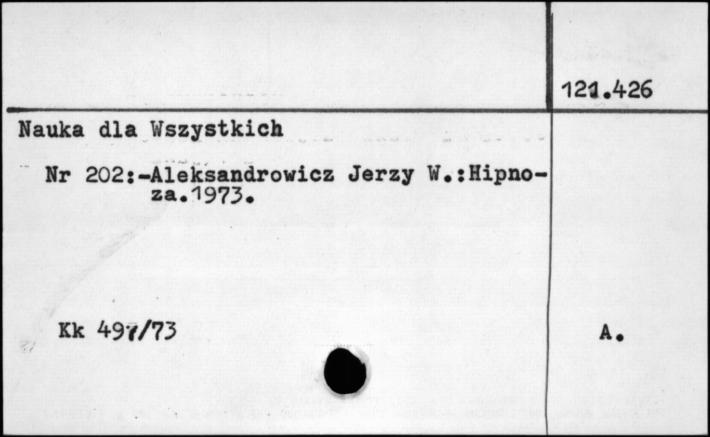 121.426
Nauka dla Wszystkich
Nr 202:-Aleksandrowicz Jerzy W.:Hipno-
za.1973.
Kk 497/73
A.